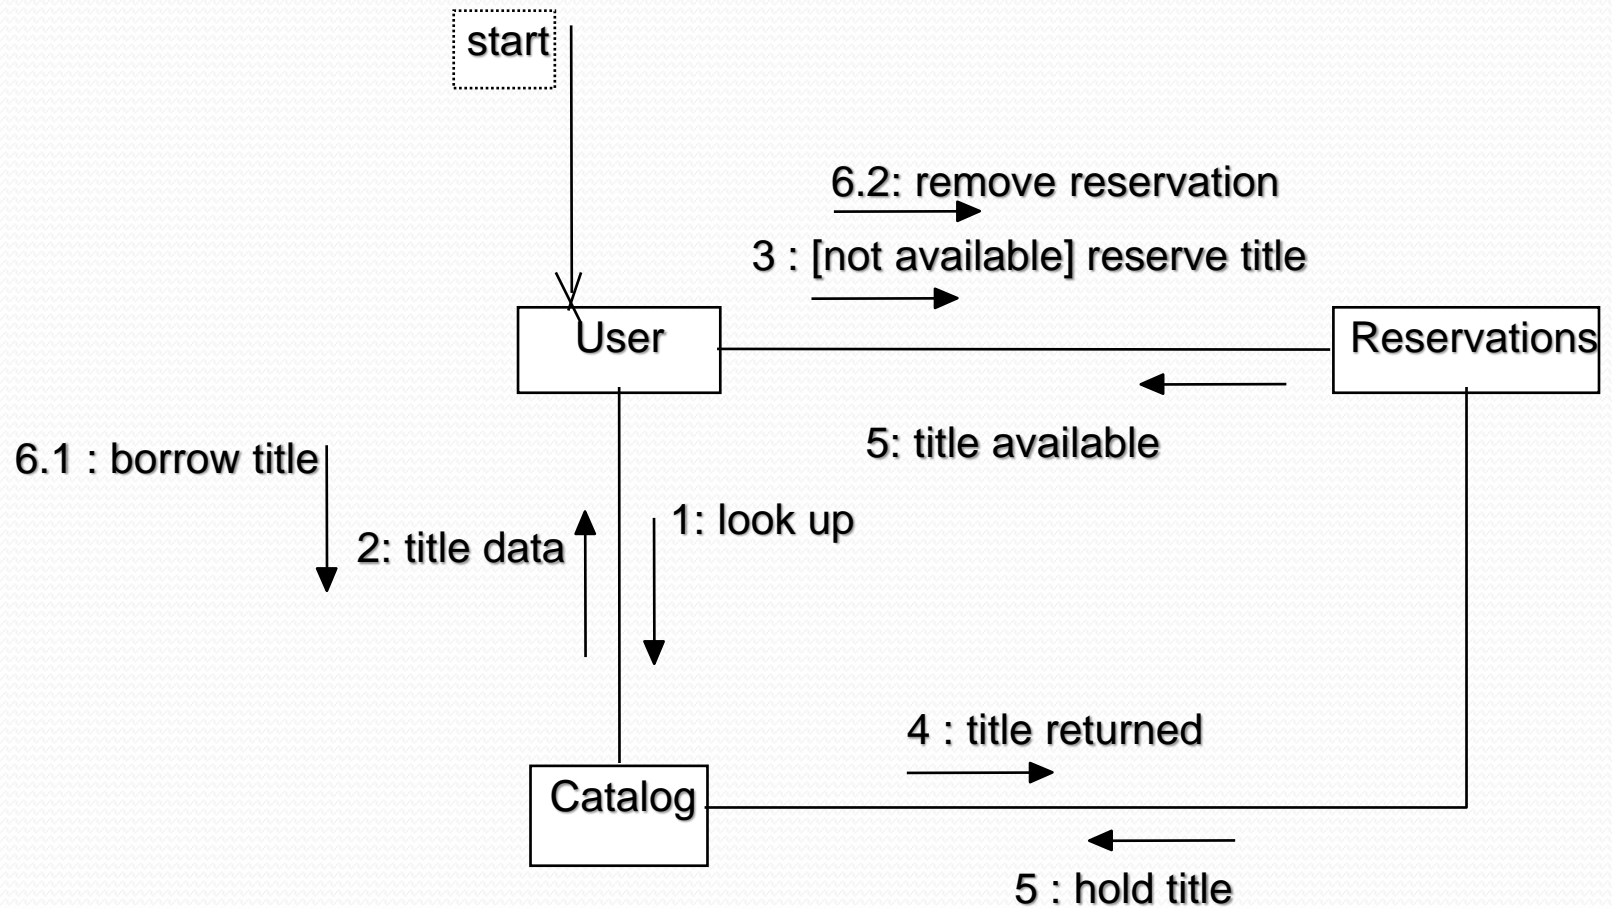 start
6.2: remove reservation
3 : [not available] reserve title
User
Reservations
5: title available
6.1 : borrow title
1: look up
2: title data
4 : title returned
Catalog
5 : hold title